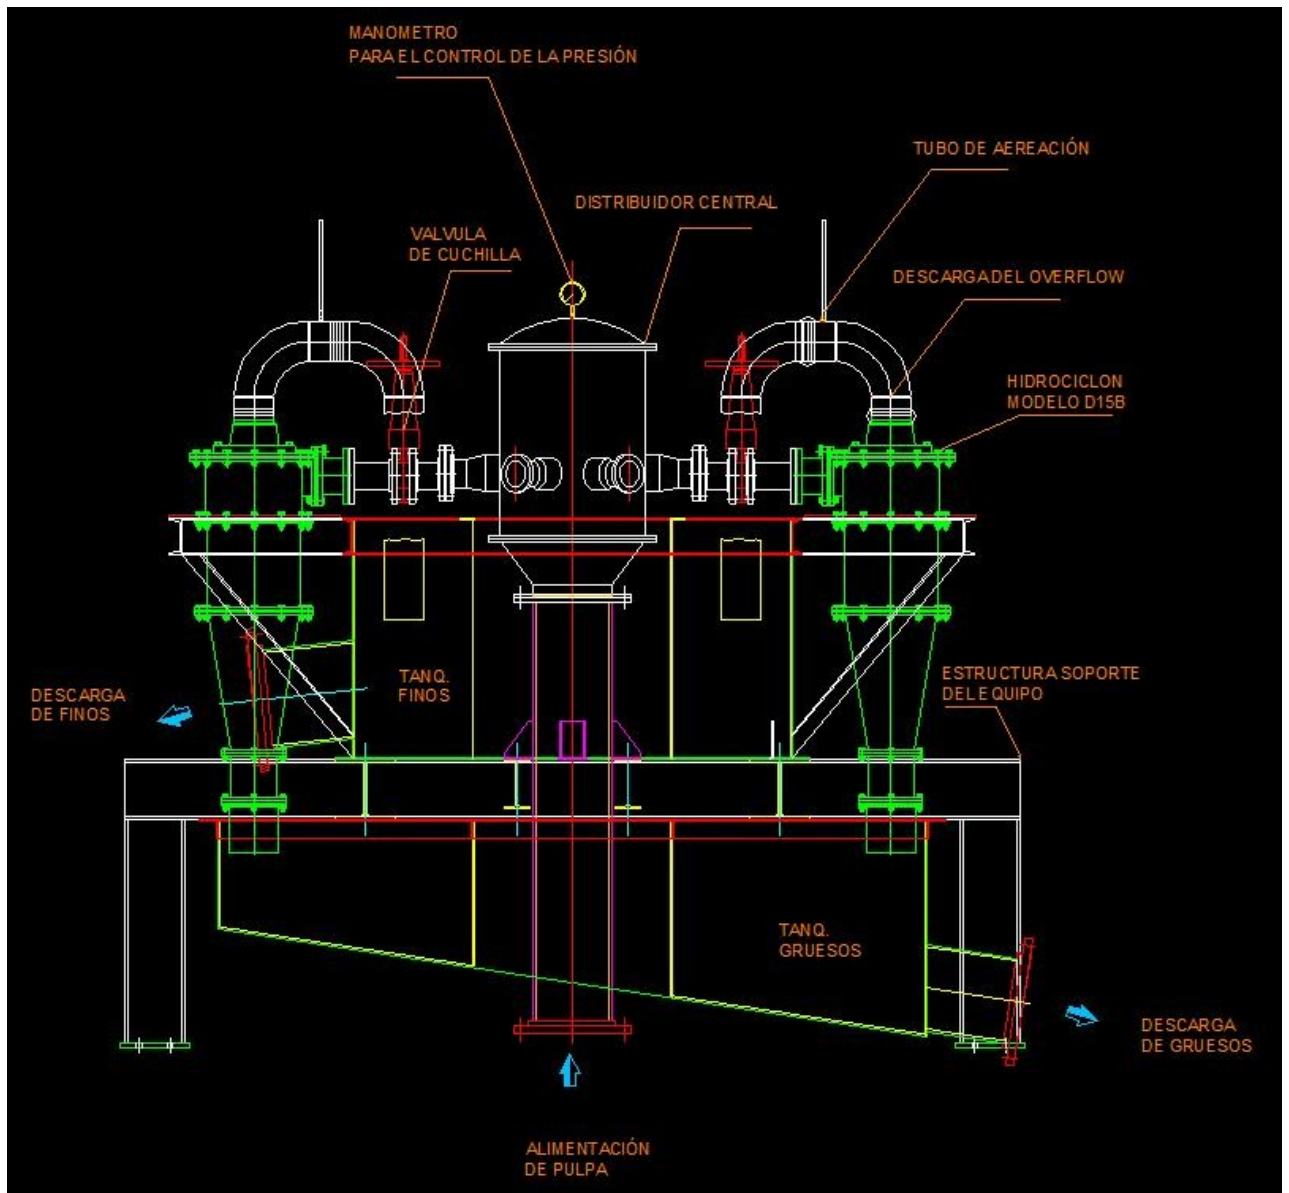 MANOMETRO
PARA EL CONTROL DE LA PRESIÓN
TUBO DE AEREACIÓN
DISTRIBUIDOR CENTRAL
VALVULA
DE CUCHILLA
DESCARGA DEL OVERFLOW
HIDROCICLON
MODELO D15B
TANQ.
FINOS
ESTRUCTURA SOPORTE
DEL EQUIPO
DESCARGA
DE FINOS
TANQ.
GRUESOS
DESCARGA
DE GRUESOS
ALIMENTACIÓN
DE PULPA